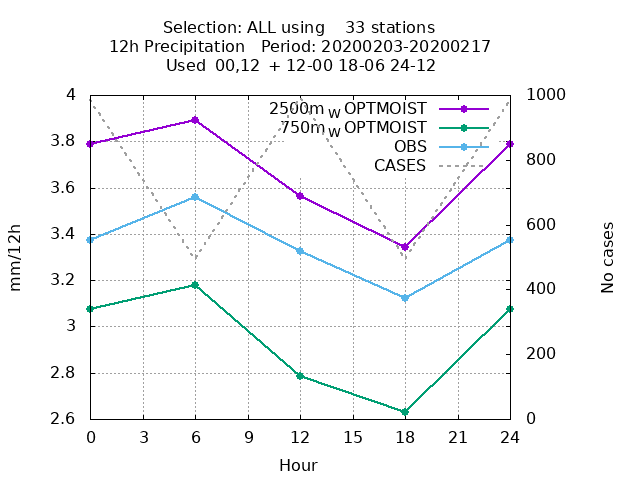 Selection: ALL using    33 stations
12h Precipitation   Period: 20200203-20200217
Used  00,12  + 12-00 18-06 24-12
4
3.8
3.6
3.4
3.2
3
2.8
2.6
mm/12h
2500m W OPTMOIST
750m W OPTMOIST
OBS
CASES
1000
800
600
400
200
0
No cases
0 3 6 9 12 15 18 21 24
Hour